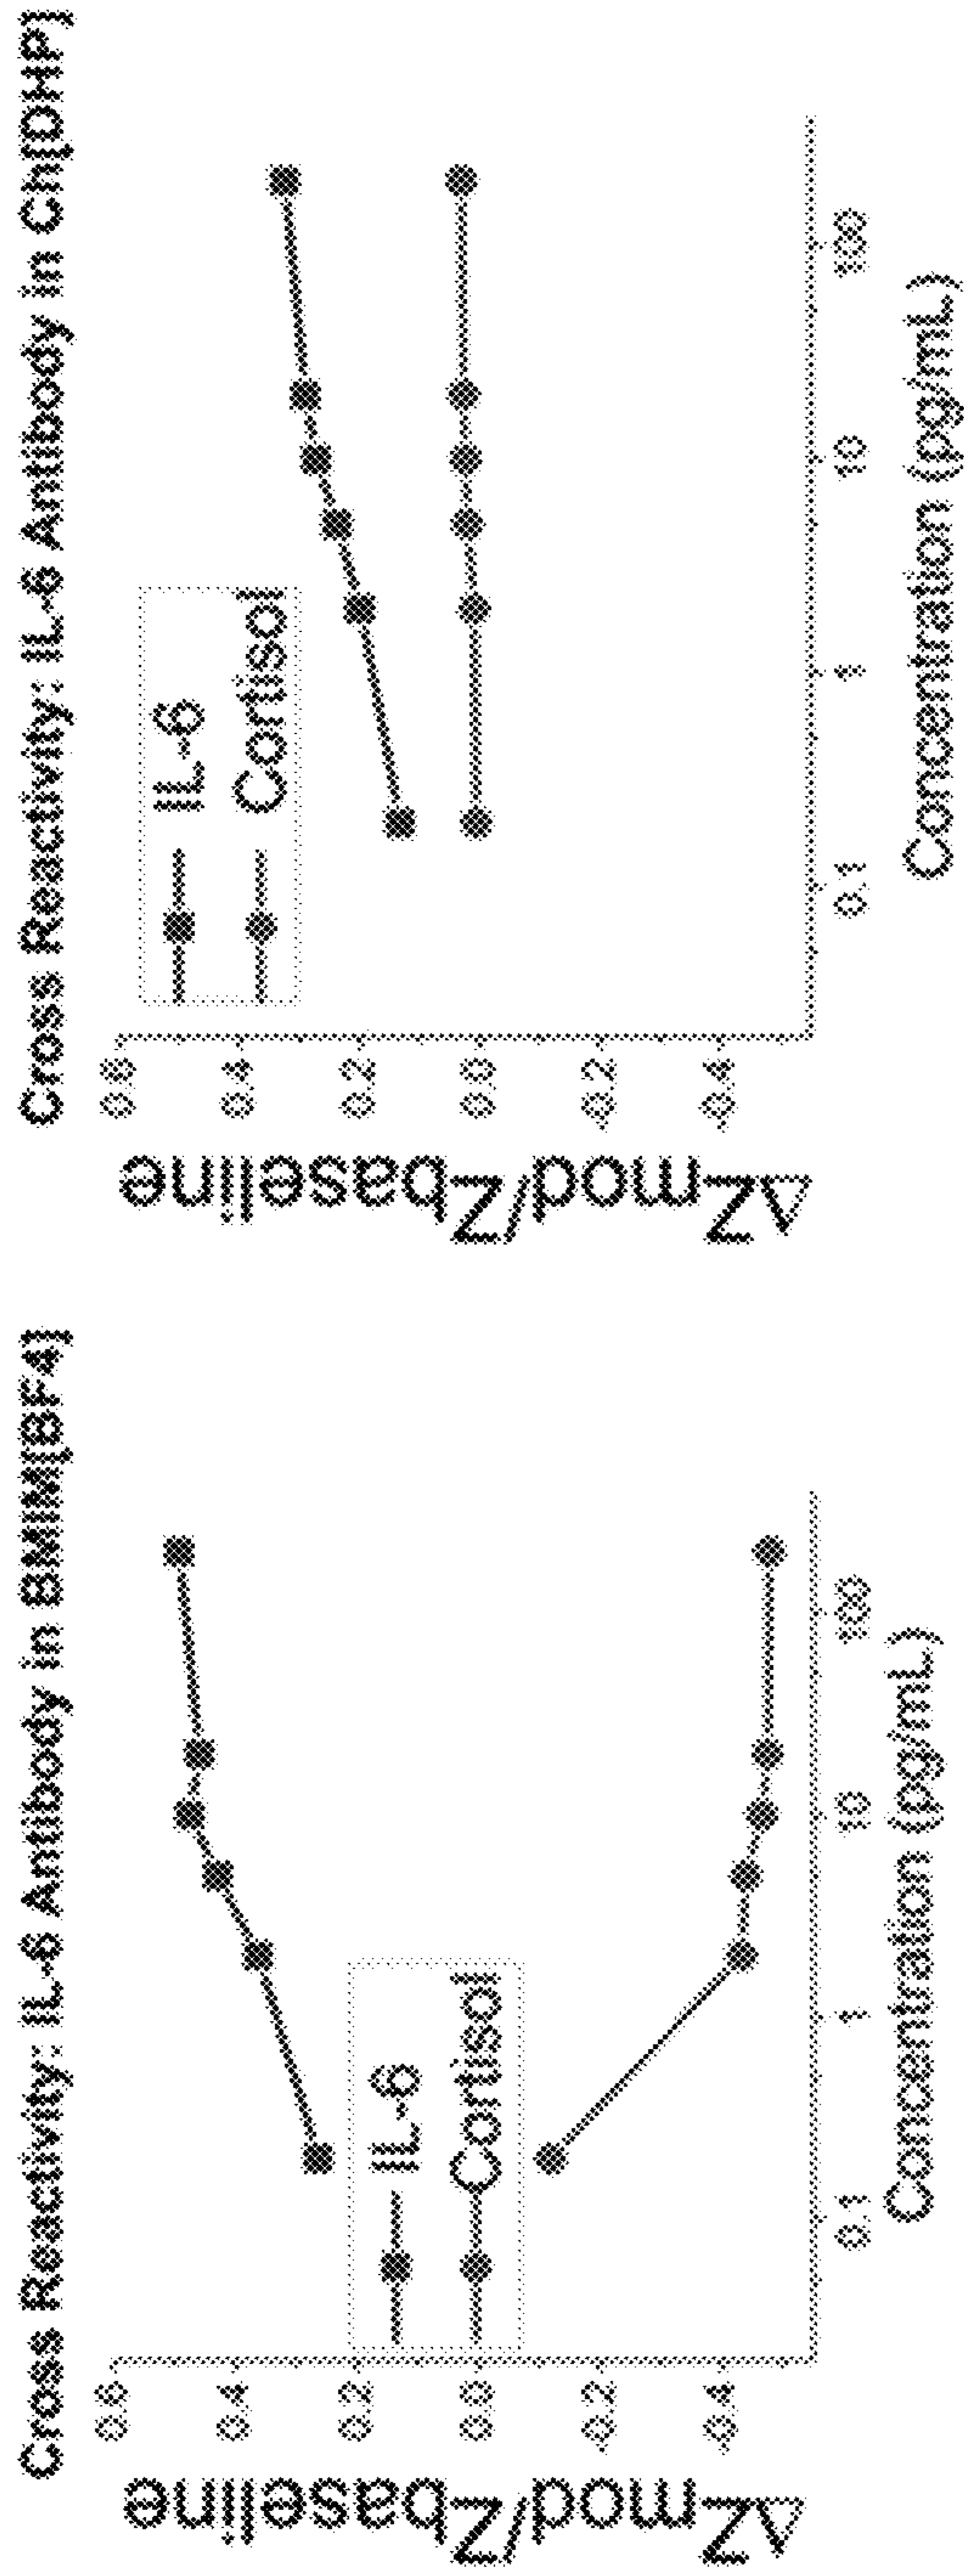 Cross Reactivity: IL-6 Antibody in BMIM[BF4]
ΔZmod/Zbaseline
0.6
0.4
0.2
0.0
-0.2
-0.4
IL-6
Cortisol
0.1
1
10
100
Concentration (pg/mL)
Cross Reactivity: IL-6 Antibody in Ch[DHP]
ΔZmod/Zbaseline
0.6
0.4
0.2
0.0
-0.2
-0.4
IL-6
Cortisol
0.1
1
10
100
Concentration (pg/mL)